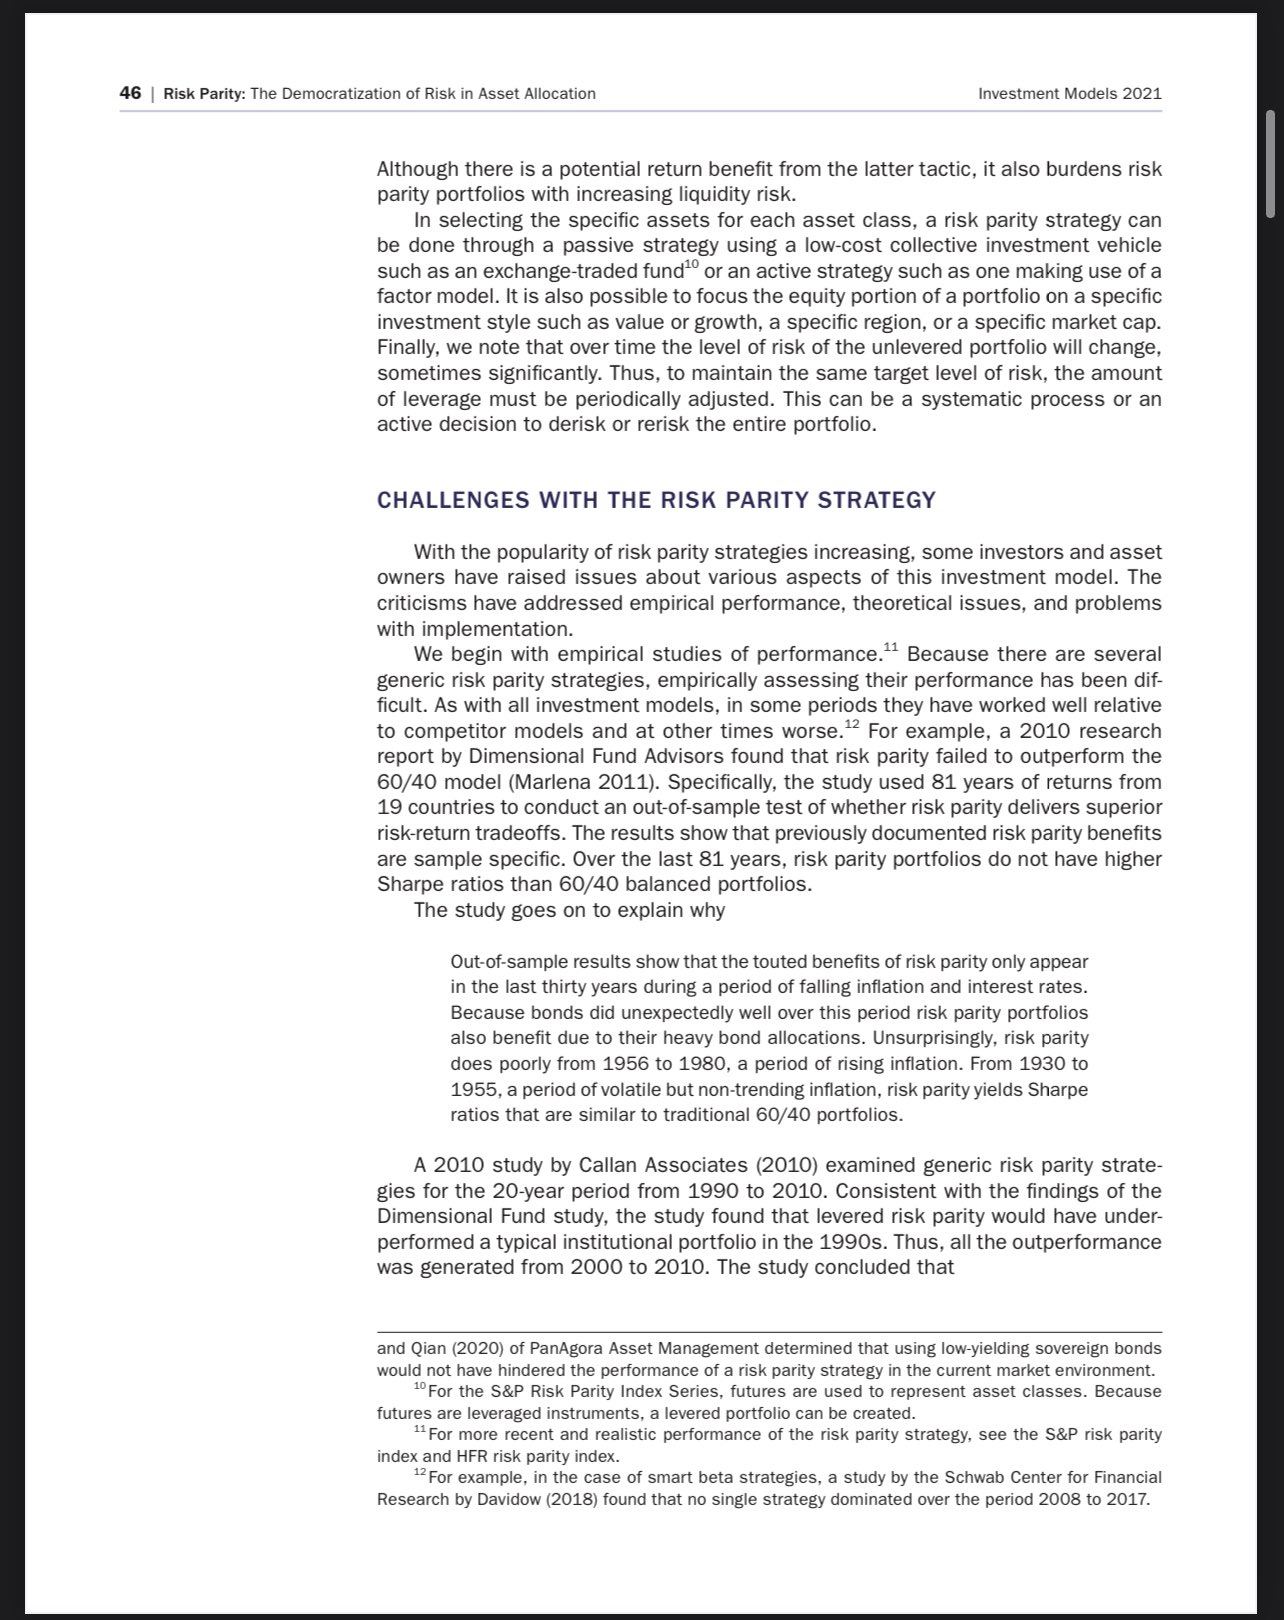 46 | Risk Parity: The Democratization of Risk in Asset Allocation Investment Models 2021
Although there is a potential return benefit from the latter tactic, it also burdens risk
parity portfolios with increasing liquidity risk.
In selecting the specific assets for each asset class, a risk parity strategy can
be done through a passive strategy using a low-cost collective investment vehicle
such as an exchange-traded fund10 or an active strategy such as one making use of a
factor model. It is also possible to focus the equity portion of a portfolio on a specific
investment style such as value or growth, a specific region, or a specific market cap.
Finally, we note that over time the level of risk of the unlevered portfolio will change,
sometimes significantly. Thus, to maintain the same target level of risk, the amount
of leverage must be periodically adjusted. This can be a systematic process or an
active decision to derisk or rerisk the entire portfolio.
CHALLENGES WITH THE RISK PARITY STRATEGY
With the popularity of risk parity strategies increasing, some investors and asset
owners have raised issues about various aspects of this investment model. The
criticisms have addressed empirical performance, theoretical issues, and problems
with implementation.
We begin with empirical studies of performance.11 Because there are several
generic risk parity strategies, empirically assessing their performance has been dif-
ficult. As with all investment models, in some periods they have worked well relative
to competitor models and at other times worse.12 For example, a 2010 research
report by Dimensional Fund Advisors found that risk parity failed to outperform the
60/40 model (Marlena 2011). Specifically, the study used 81 years of returns from
19 countries to conduct an out-of-sample test of whether risk parity delivers superior
risk-return tradeoffs. The results show that previously documented risk parity benefits
are sample specific. Over the last 81 years, risk parity portfolios do not have higher
Sharpe ratios than 60/40 balanced portfolios.
The study goes on to explain why
Out-of-sample results show that the touted benefits of risk parity only appear
in the last thirty years during a period of falling inflation and interest rates.
Because bonds did unexpectedly well over this period risk parity portfolios
also benefit due to their heavy bond allocations. Unsurprisingly, risk parity
does poorly from 1956 to 1980, a period of rising inflation. From 1930 to
1955, a period of volatile but non-trending inflation, risk parity yields Sharpe
ratios that are similar to traditional 60/40 portfolios.
A 2010 study by Callan Associates (2010) examined generic risk parity strate-
gies for the 20-year period from 1990 to 2010. Consistent with the findings of the
Dimensional Fund study, the study found that levered risk parity would have under-
performed a typical institutional portfolio in the 1990s. Thus, all the outperformance
was generated from 2000 to 2010. The study concluded that
and Qian (2020) of PanAgora Asset Management determined that using low-yielding sovereign bonds
would not have hindered the performance of a risk parity strategy in the current market environment.
10 For the S&P Risk Parity Index Series, futures are used to represent asset classes. Because
futures are leveraged instruments, a levered portfolio can be created.
11 For more recent and realistic performance of the risk parity strategy, see the S&P risk parity
index and HFR risk parity index.
12 For example, in the case of smart beta strategies, a study by the Schwab Center for Financial
Research by Davidow (2018) found that no single strategy dominated over the period 2008 to 2017.